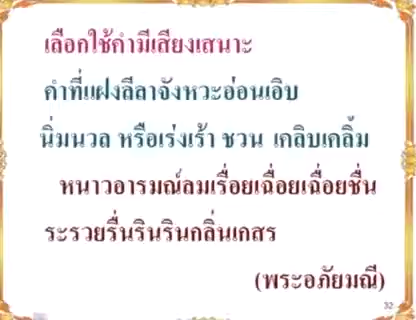 เลือกใช้คำมีเสียงเสนาะ
คำที่แฝงลีลาจังหวะอ่อนเอิบ
นิ่มนวล หรือเร่งเร้า ชวน เคลิบเคลิ้ม
หนาวอารมณ์ลมเรื่อยเฉื่อยเฉื่อยชื่น
ระรวยรื่นรินรินกลิ่นเกสร
(พระอภัยมณี)
32